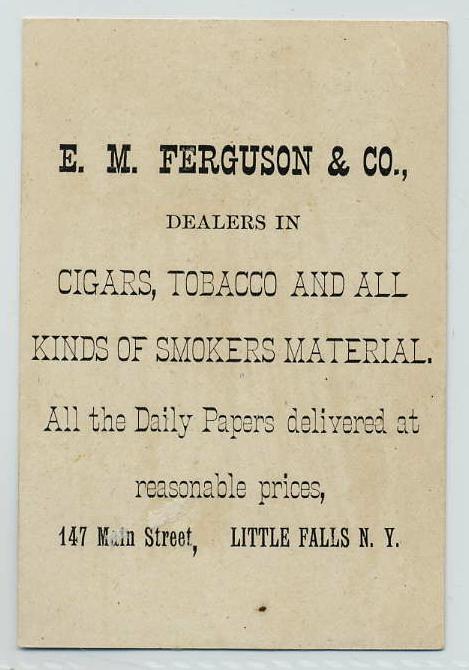 E. M. FERGUSON & CO.,
DEALERS IN
CIGARS, TOBACCO AND ALL
KINDS OF SMOKERS MATERIAL.
All the Daily Papers delivered at
reasonable prices,
147 Main Street, LITTLE FALLS N. Y.